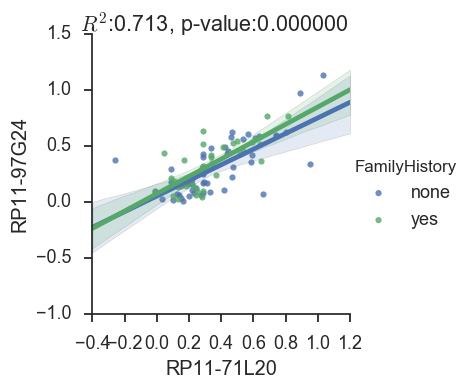 R²:0.713, p-value:0.000000
1.5
1.0
0.5
0.0
−0.5
−1.0
RP11-97G24
−0.4 −0.2 0.0 0.2 0.4 0.6 0.8 1.0 1.2
RP11-71L20
FamilyHistory
none
yes